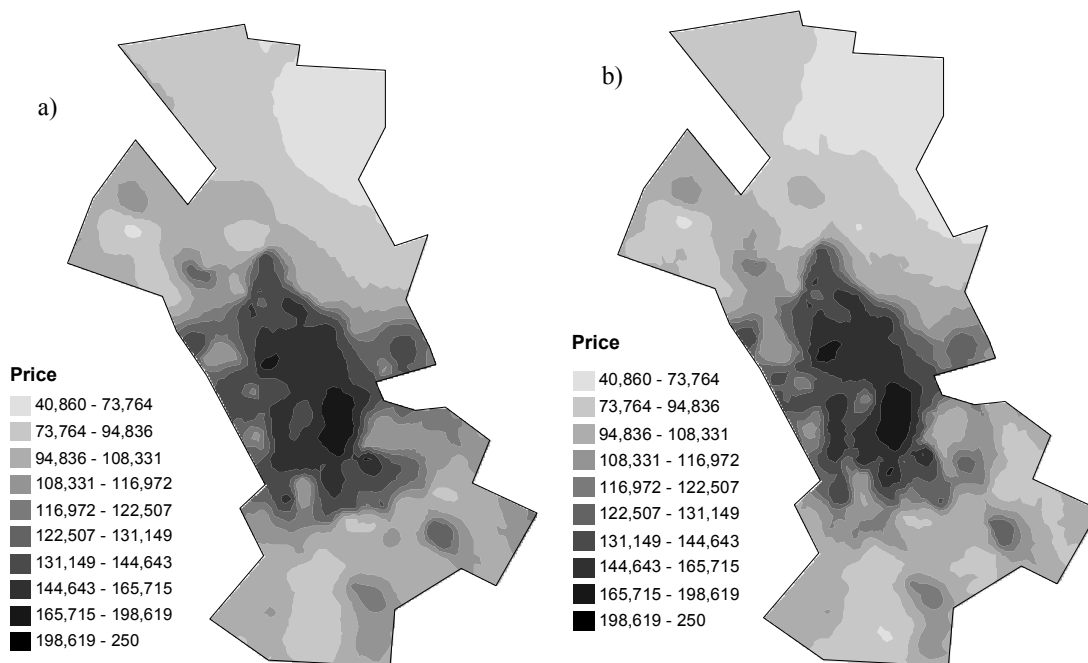 a)
Price
40,860 - 73,764
73,764 - 94,836
94,836 - 108,331
108,331 - 116,972
116,972 - 122,507
122,507 - 131,149
131,149 - 144,643
144,643 - 165,715
165,715 - 198,619
198,619 - 250
b)
Price
40,860 - 73,764
73,764 - 94,836
94,836 - 108,331
108,331 - 116,972
116,972 - 122,507
122,507 - 131,149
131,149 - 144,643
144,643 - 165,715
165,715 - 198,619
198,619 - 250